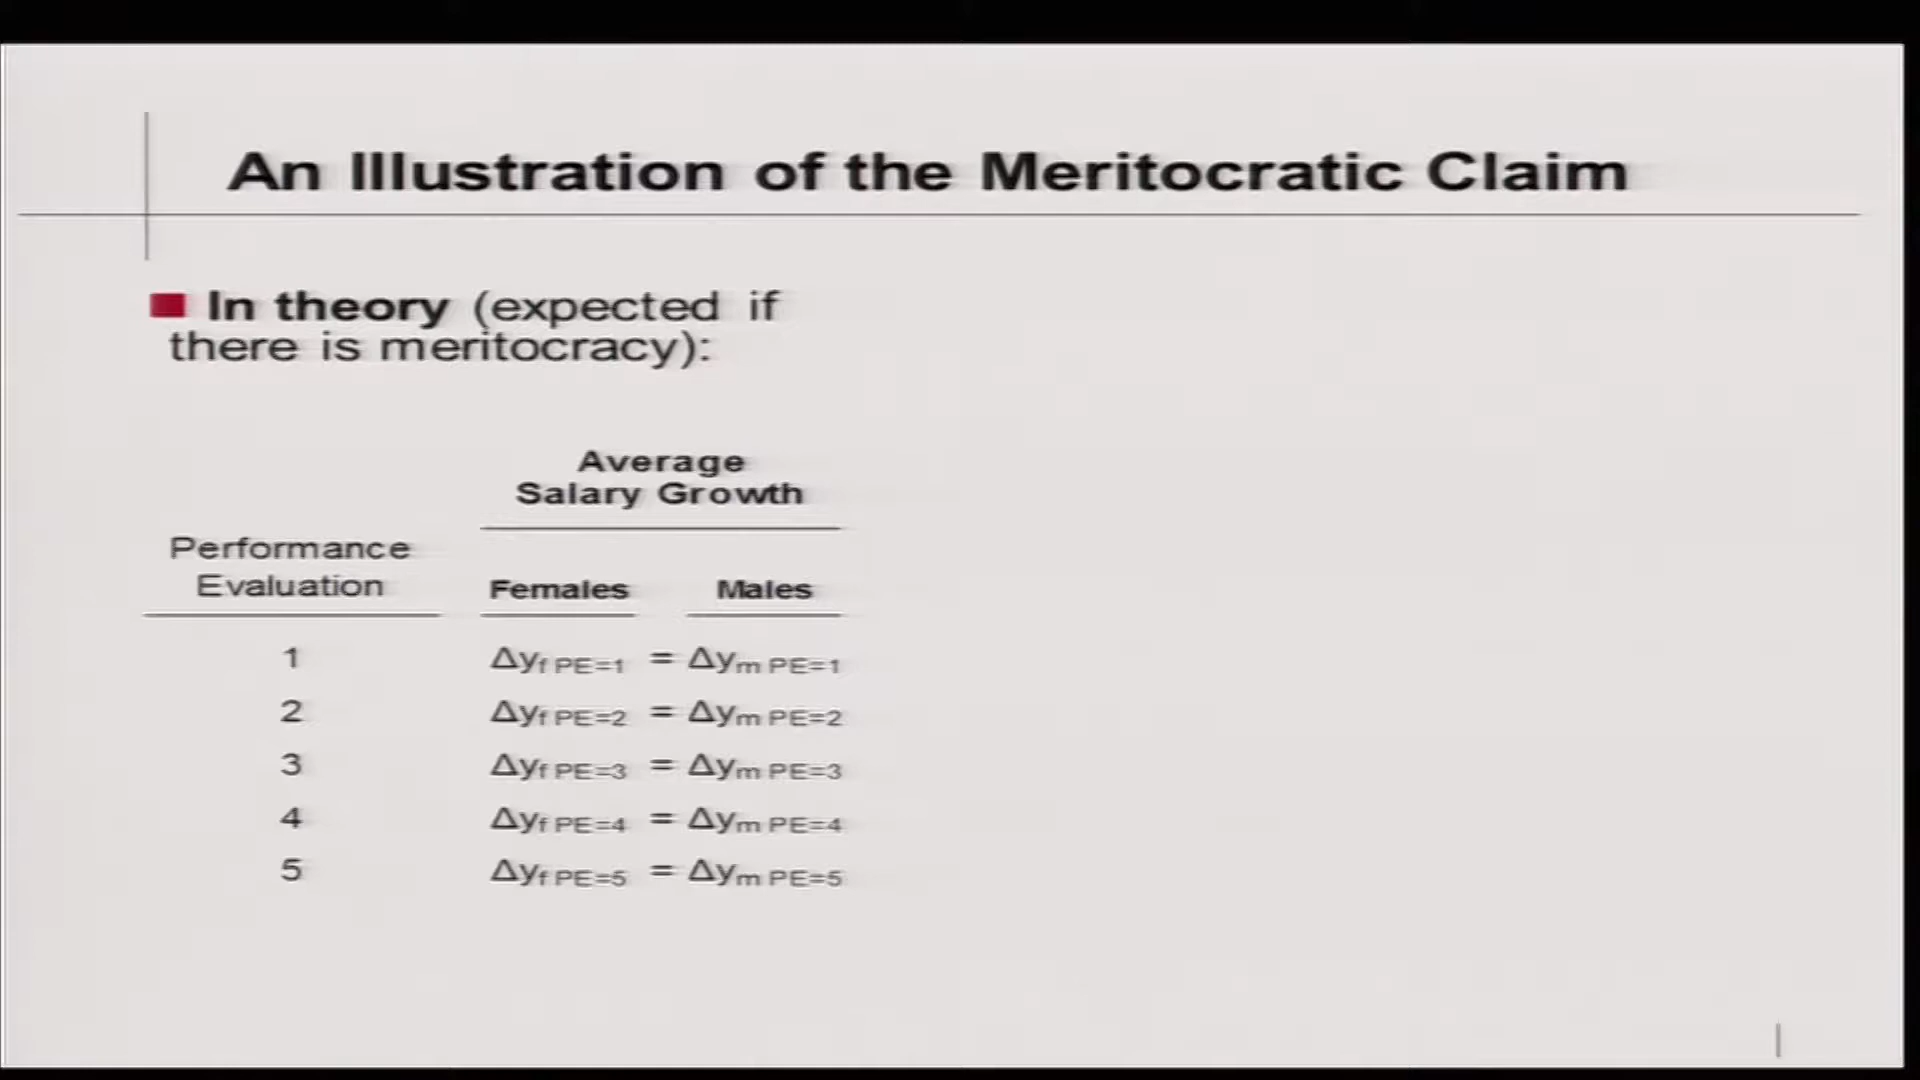 An Illustration of the Meritocratic Claim
In theory (expected if
there is meritocracy):
Average
Salary Growth
Performance
Evaluation
Females Males
1 Δyf PE=1 = Δym PE=1
2 Δyf PE=2 = Δym PE=2
3 Δyf PE=3 = Δym PE=3
4 Δyf PE=4 = Δym PE=4
5 Δyf PE=5 = Δym PE=5